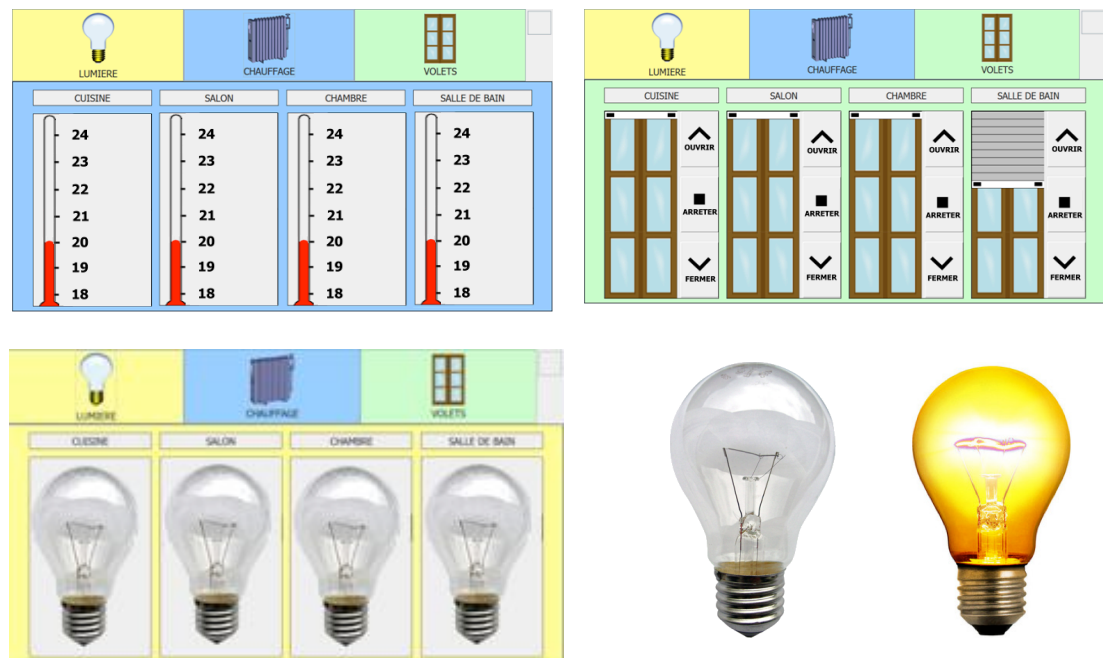 LUMIERE CHAUFFAGE VOLETS
CUISINE SALON CHAMBRE SALLE DE BAIN
24 24 24 24
23 23 23 23
22 22 22 22
21 21 21 21
20 20 20 20
19 19 19 19
18 18 18 18
LUMIERE CHAUFFAGE VOLETS
CUISINE SALON CHAMBRE SALLE DE BAIN
OUVRIR OUVRIR OUVRIR OUVRIR
ARRETER ARRETER ARRETER ARRETER
FERMER FERMER FERMER FERMER
LUMIERE CHAUFFAGE VOLETS
CUISINE SALON CHAMBRE SALLE DE BAIN